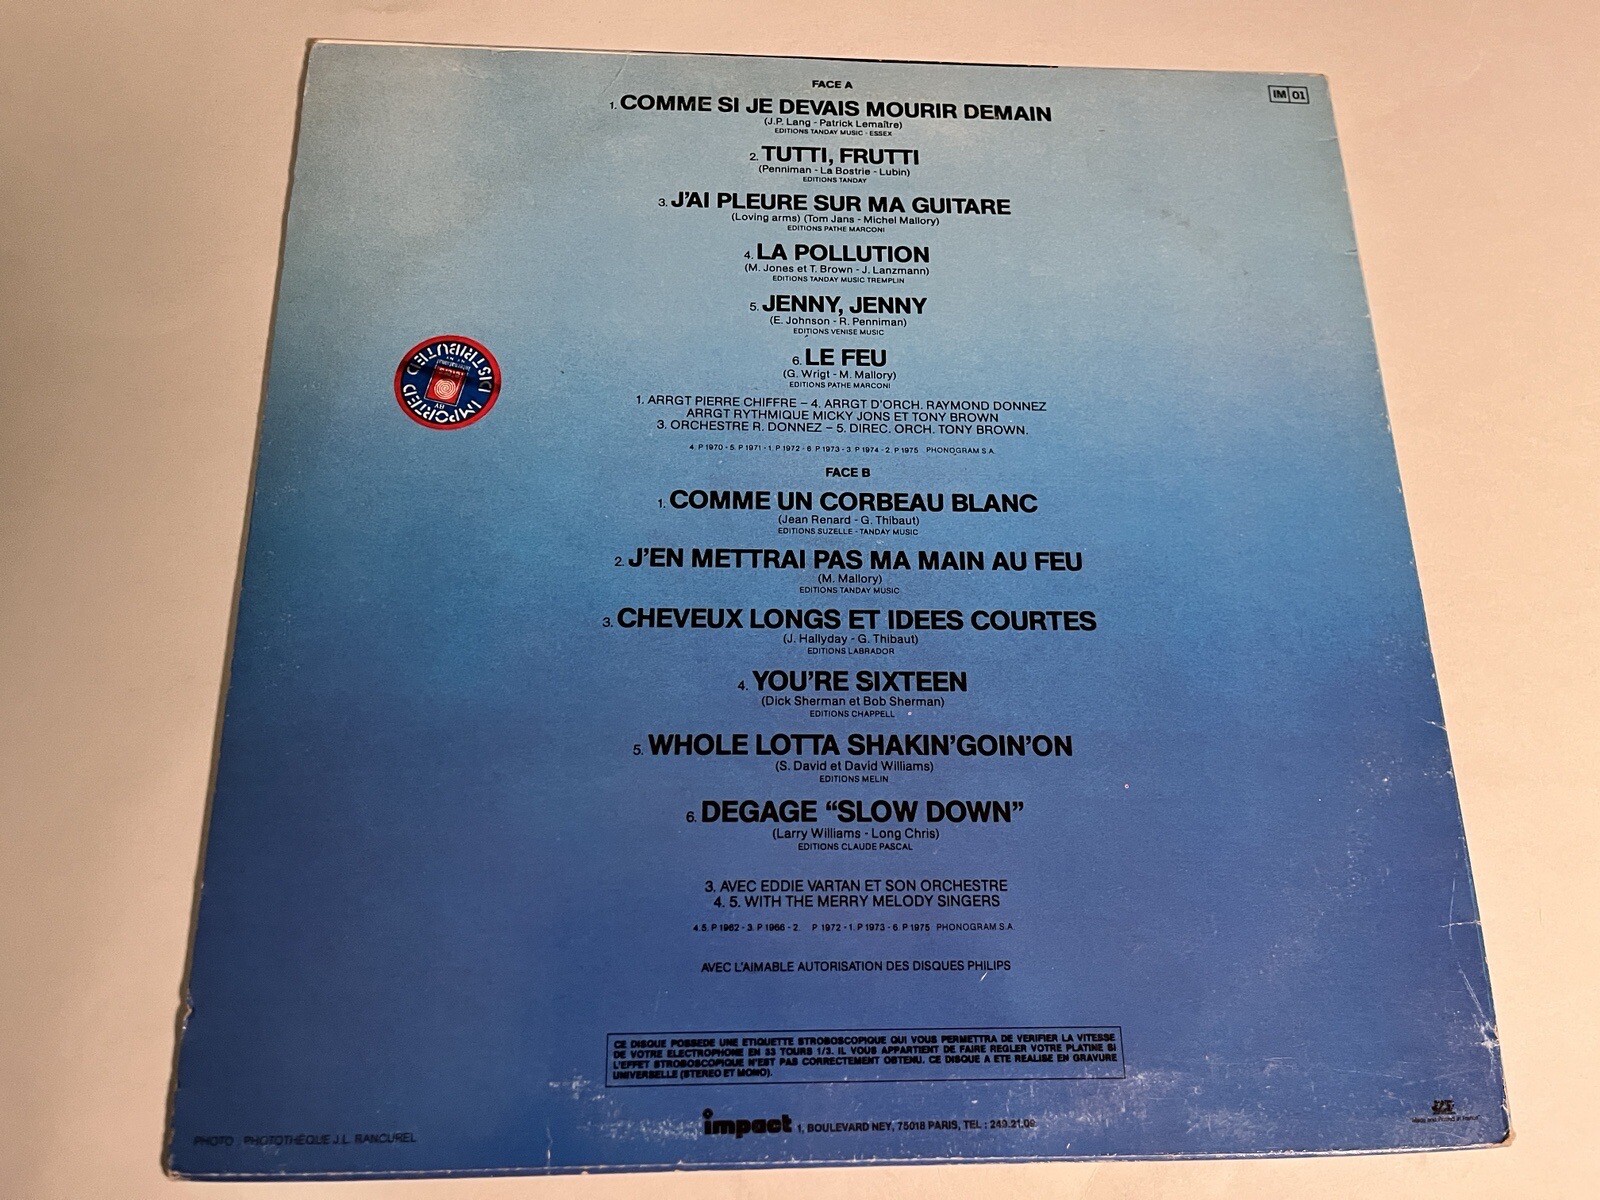 FACE A
IM 01
1. COMME SI JE DEVAIS MOURIR DEMAIN
(J.P. Lang - Patrick Lemaître)
EDITIONS TANDAY MUSIC - ESSEX
2. TUTTI, FRUTTI
(Penniman - La Bostrie - Lubin)
EDITIONS TANDAY
3. J'AI PLEURE SUR MA GUITARE
(Loving arms) (Tom Jans - Michel Mallory)
EDITIONS PATHE MARCONI
4. LA POLLUTION
(M. Jones et T. Brown - J. Lanzmann)
EDITIONS TANDAY MUSIC TREMPLIN
5. JENNY, JENNY
(E. Johnson - R. Penniman)
EDITIONS VENISE MUSIC
6. LE FEU
(G. Wrigt - M. Mallory)
EDITIONS PATHE MARCONI
IMPORTED
BY
DISTRIBUTED
1. ARRGT PIERRE CHIFFRE – 4. ARRGT D'ORCH. RAYMOND DONNEZ
ARRGT RYTHMIQUE MICKY JONS ET TONY BROWN
3. ORCHESTRE R. DONNEZ – 5. DIREC. ORCH. TONY BROWN.
4. P 1970 - 5. P 1971 - 1. P 1972 - 6. P 1973 - 3. P 1974 - 2. P 1975 PHONOGRAM S.A.
FACE B
1. COMME UN CORBEAU BLANC
(Jean Renard - G. Thibaut)
EDITIONS SUZELLE - TANDAY MUSIC
2. J'EN METTRAI PAS MA MAIN AU FEU
(M. Mallory)
EDITIONS TANDAY MUSIC
3. CHEVEUX LONGS ET IDEES COURTES
(J. Hallyday - G. Thibaut)
EDITIONS LABRADOR
4. YOU'RE SIXTEEN
(Dick Sherman et Bob Sherman)
EDITIONS CHAPPELL
5. WHOLE LOTTA SHAKIN'GOIN'ON
(S. David et David Williams)
EDITIONS MELIN
6. DEGAGE “SLOW DOWN”
(Larry Williams - Long Chris)
EDITIONS CLAUDE PASCAL
3. AVEC EDDIE VARTAN ET SON ORCHESTRE
4. 5. WITH THE MERRY MELODY SINGERS
4.5. P 1962 - 3. P 1966 - 2. P 1972 - 1. P 1973 - 6. P 1975 PHONOGRAM S.A.
AVEC L'AIMABLE AUTORISATION DES DISQUES PHILIPS
CE DISQUE POSSEDE UNE ETIQUETTE STROBOSCOPIQUE QUI VOUS PERMETTRA DE VERIFIER LA VITESSE
DE VOTRE ELECTROPHONE EN 33 TOURS 1/3. IL VOUS APPARTIENT DE FAIRE REGLER VOTRE PLATINE SI
L'EFFET STROBOSCOPIQUE N'EST PAS CORRECTEMENT OBTENU. CE DISQUE A ETE REALISE EN GRAVURE
UNIVERSELLE (STEREO ET MONO).
impact 1, BOULEVARD NEY, 75018 PARIS, TEL : 249.21.09.
PHOTO : PHOTOTHEQUE J.L. RANCUREL